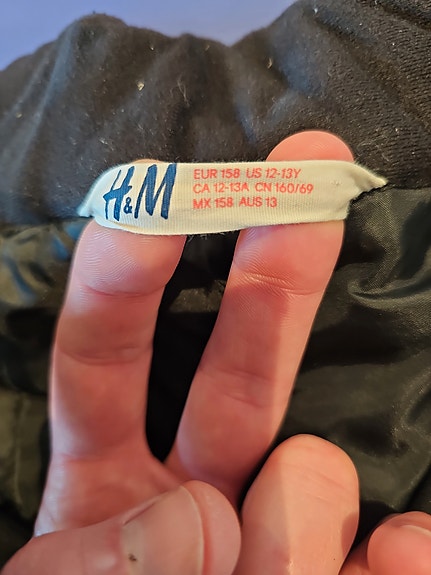 H&M
EUR 158 US 12-13Y
CA 12-13A CN 160/69
MX 158 AUS 13